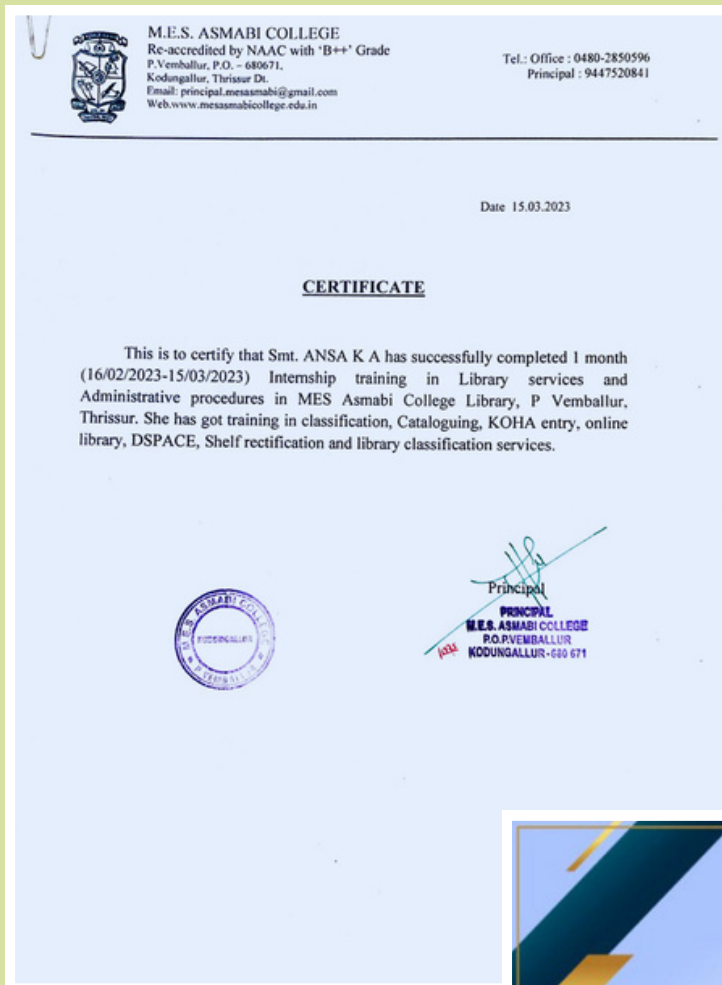 M.E.S. ASMABI COLLEGE
Re-accredited by NAAC with ‘B++’ Grade
P.Vemballur, P.O. – 680671,
Kodungallur, Thrissur Dt.
Email: principal.mesasmabi@gmail.com
Web.www.mesasmabicollege.edu.in
Tel.: Office : 0480-2850596
Principal : 9447520841
Date 15.03.2023
CERTIFICATE
This is to certify that Smt. ANSA K A has successfully completed 1 month
(16/02/2023-15/03/2023) Internship training in Library services and
Administrative procedures in MES Asmabi College Library, P Vemballur,
Thrissur. She has got training in classification, Cataloguing, KOHA entry, online
library, DSPACE, Shelf rectification and library classification services.
M.E.S. ASMABI COLLEGE
KODUNGALLUR
P. VEMBALLUR
Principal
PRINCIPAL
M.E.S. ASMABI COLLEGE
P.O.P.VEMBALLUR
KODUNGALLUR-680 671